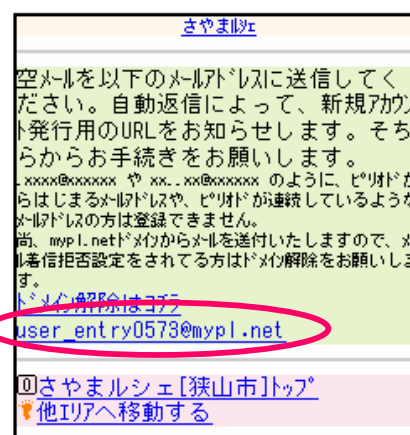 さやまルシェ
空メールを以下のメールアドレスに送信してく
ださい。自動返信によって、新規アカウン
ト発行用のURLをお知らせします。そち
らからお手続きをお願いします。
.xxxx@xxxxxx や xx..xx@xxxxxx のように、ピリオドか
らはじまるメールアドレスや、ピリオドが連続しているような
メールアドレスの方は登録できません。
尚、mypl.netドメインからメールを送付いたしますので、メー
ル着信拒否設定をされてる方はドメイン解除をお願いしま
す。
ドメイン解除はコチラ
user_entry0573@mypl.net
0さやまルシェ[狭山市]トップ
他エリアへ移動する